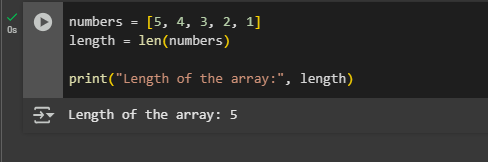 0s
numbers = [5, 4, 3, 2, 1]
length = len(numbers)
print("Length of the array:", length)
Length of the array: 5